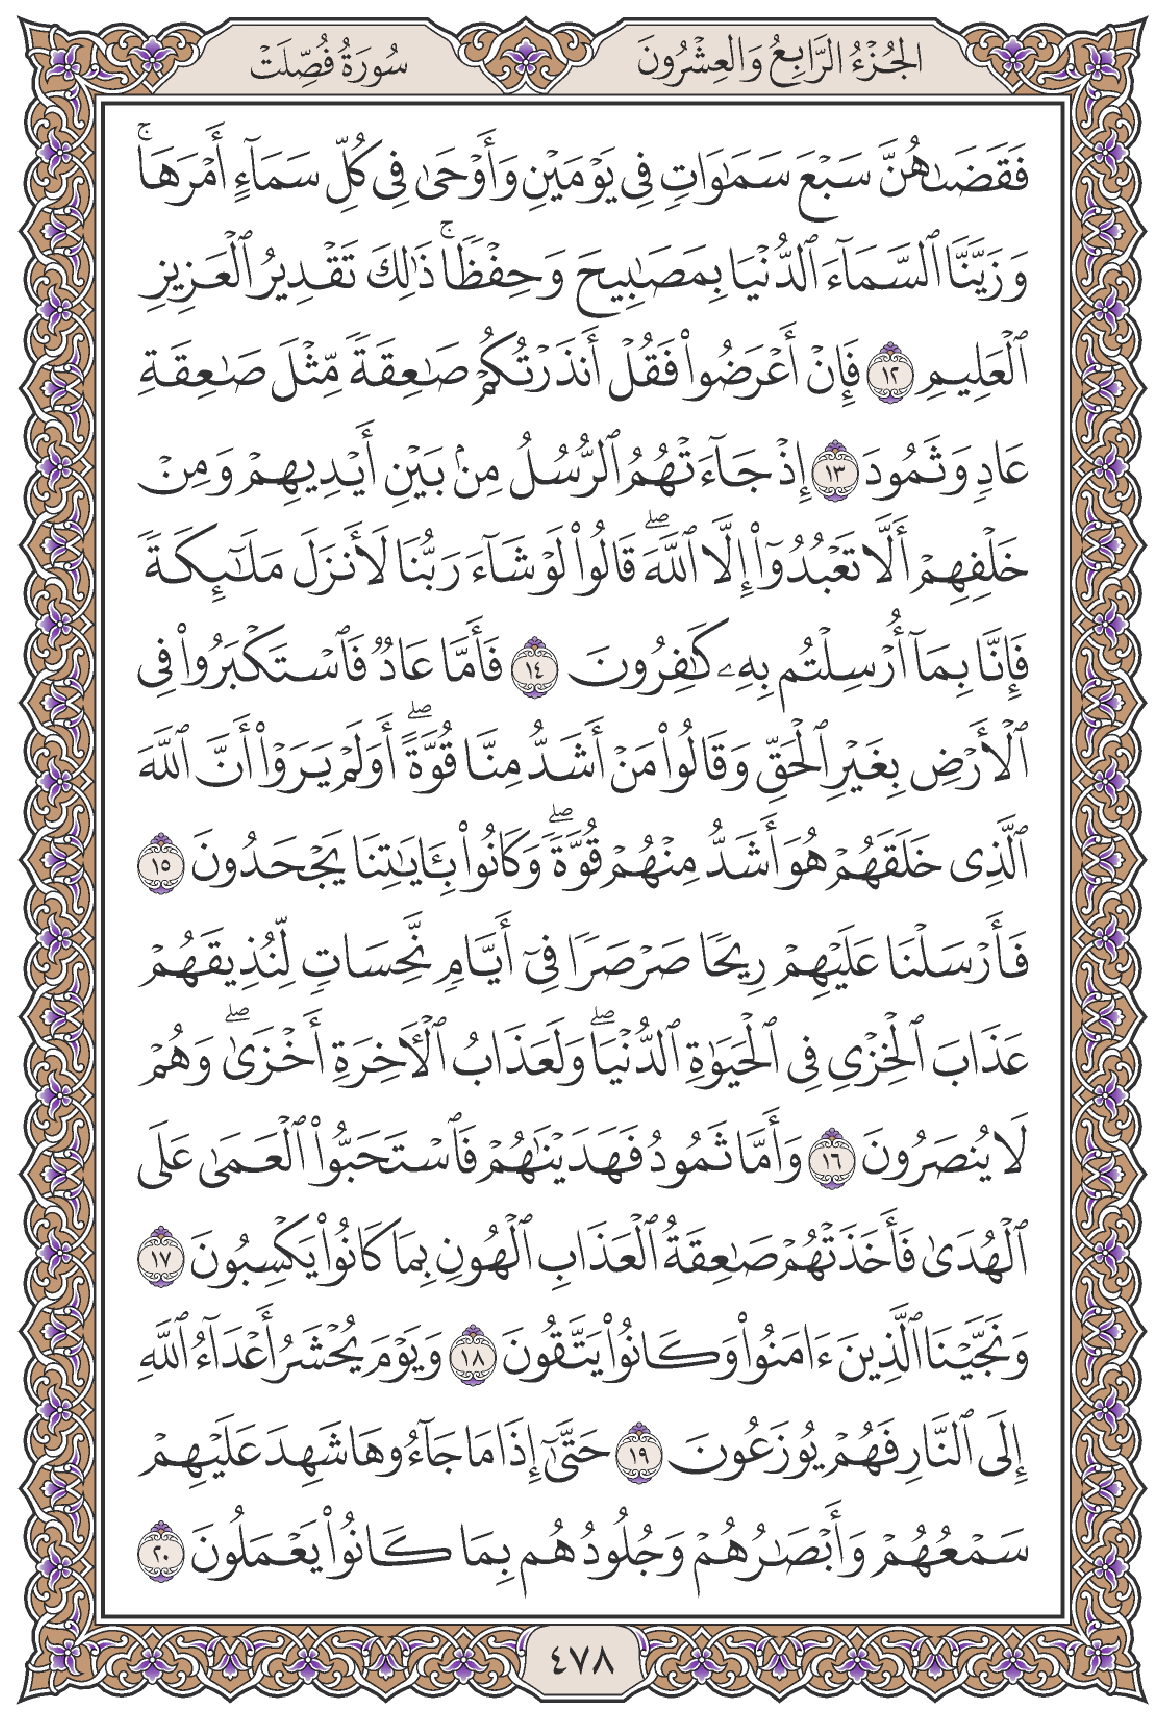 الجُزْءُ الرَّابِعُ وَالعِشْرُونَ
سُورَةُ فُصِّلَتْ
فَقَضَىٰهُنَّ سَبْعَ سَمَٰوَاتٖ فِي يَوْمَيْنِ وَأَوْحَىٰ فِي كُلِّ سَمَآءٍ أَمْرَهَاۚ
وَزَيَّنَّا ٱلسَّمَآءَ ٱلدُّنْيَا بِمَصَٰبِيحَ وَحِفْظٗاۚ ذَٰلِكَ تَقْدِيرُ ٱلْعَزِيزِ
ٱلْعَلِيمِ ١٢ فَإِنْ أَعْرَضُواْ فَقُلْ أَنذَرْتُكُمْ صَٰعِقَةٗ مِّثْلَ صَٰعِقَةِ
عَادٖ وَثَمُودَ ١٣ إِذْ جَآءَتْهُمُ ٱلرُّسُلُ مِنۢ بَيْنِ أَيْدِيهِمْ وَمِنْ
خَلْفِهِمْ أَلَّا تَعْبُدُوٓاْ إِلَّا ٱللَّهَۖ قَالُواْ لَوْ شَآءَ رَبُّنَا لَأَنزَلَ مَلَٰٓئِكَةٗ
فَإِنَّا بِمَآ أُرْسِلْتُم بِهِۦ كَٰفِرُونَ ١٤ فَأَمَّا عَادٞ فَٱسْتَكْبَرُواْ فِي
ٱلْأَرْضِ بِغَيْرِ ٱلْحَقِّ وَقَالُواْ مَنْ أَشَدُّ مِنَّا قُوَّةًۖ أَوَلَمْ يَرَوْاْ أَنَّ ٱللَّهَ
ٱلَّذِي خَلَقَهُمْ هُوَ أَشَدُّ مِنْهُمْ قُوَّةٗۖ وَكَانُواْ بِـَٔايَٰتِنَا يَجْحَدُونَ ١٥
فَأَرْسَلْنَا عَلَيْهِمْ رِيحٗا صَرْصَرٗا فِيٓ أَيَّامٖ نَّحِسَاتٖ لِّنُذِيقَهُمْ
عَذَابَ ٱلْخِزْيِ فِي ٱلْحَيَوٰةِ ٱلدُّنْيَاۖ وَلَعَذَابُ ٱلْأٓخِرَةِ أَخْزَىٰۖ وَهُمْ
لَا يُنصَرُونَ ١٦ وَأَمَّا ثَمُودُ فَهَدَيْنَٰهُمْ فَٱسْتَحَبُّواْ ٱلْعَمَىٰ عَلَى
ٱلْهُدَىٰ فَأَخَذَتْهُمْ صَٰعِقَةُ ٱلْعَذَابِ ٱلْهُونِ بِمَا كَانُواْ يَكْسِبُونَ ١٧
وَنَجَّيْنَا ٱلَّذِينَ ءَامَنُواْ وَكَانُواْ يَتَّقُونَ ١٨ وَيَوْمَ يُحْشَرُ أَعْدَآءُ ٱللَّهِ
إِلَى ٱلنَّارِ فَهُمْ يُوزَعُونَ ١٩ حَتَّىٰٓ إِذَا مَا جَآءُوهَا شَهِدَ عَلَيْهِمْ
سَمْعُهُمْ وَأَبْصَٰرُهُمْ وَجُلُودُهُم بِمَا كَانُواْ يَعْمَلُونَ ٢٠
٤٧٨